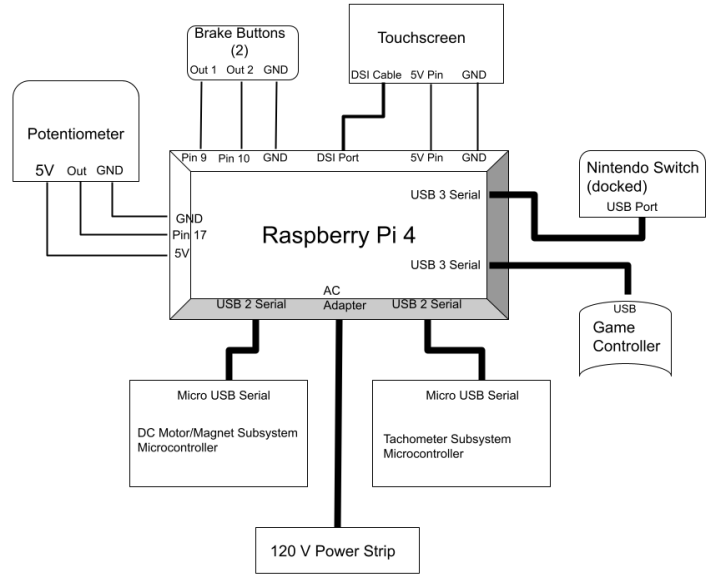 Brake Buttons
(2)
Out 1 Out 2 GND
Touchscreen
DSI Cable 5V Pin GND
Potentiometer
5V Out GND
Pin 9 Pin 10 GND DSI Port 5V Pin GND
Nintendo Switch
(docked)
USB Port
USB 3 Serial
GND
Pin 17
5V
Raspberry Pi 4
USB 3 Serial
AC
Adapter
USB 2 Serial
USB 2 Serial
USB
Game
Controller
Micro USB Serial
DC Motor/Magnet Subsystem
Microcontroller
Micro USB Serial
Tachometer Subsystem
Microcontroller
120 V Power Strip